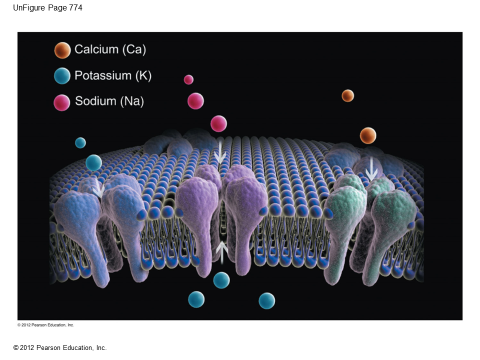 UnFigure Page 774
Calcium (Ca)
Potassium (K)
Sodium (Na)
© 2012 Pearson Education, Inc.
© 2012 Pearson Education, Inc.